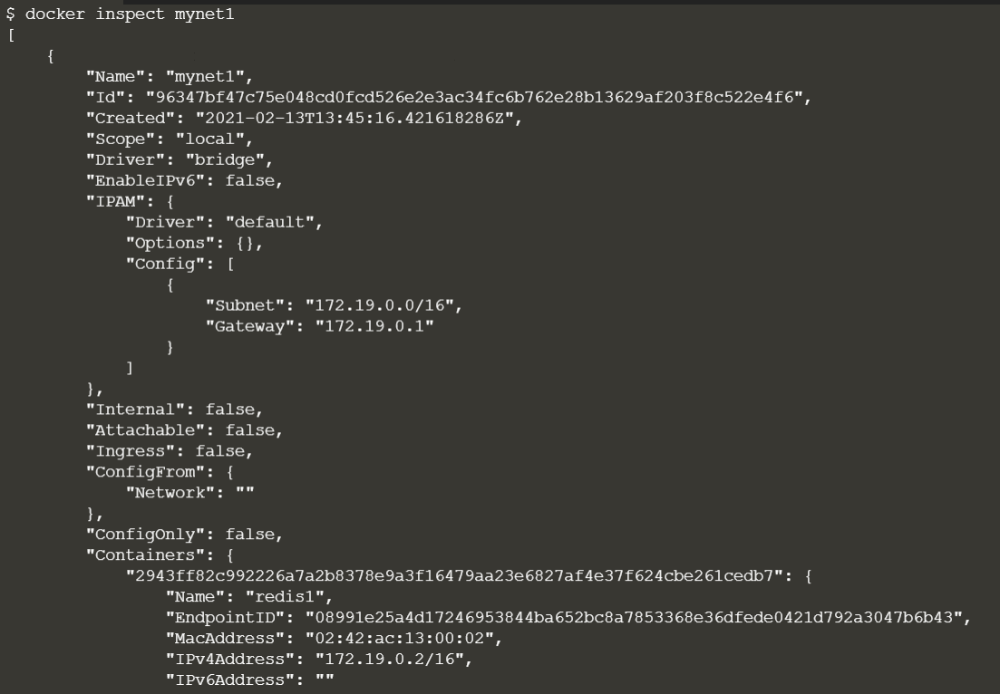 $ docker inspect mynet1
[
    {
        "Name": "mynet1",
        "Id": "96347bf47c75e048cd0fcd526e2e3ac34fc6b762e28b13629af203f8c522e4f6",
        "Created": "2021-02-13T13:45:16.421618286Z",
        "Scope": "local",
        "Driver": "bridge",
        "EnableIPv6": false,
        "IPAM": {
            "Driver": "default",
            "Options": {},
            "Config": [
                {
                    "Subnet": "172.19.0.0/16",
                    "Gateway": "172.19.0.1"
                }
            ]
        },
        "Internal": false,
        "Attachable": false,
        "Ingress": false,
        "ConfigFrom": {
            "Network": ""
        },
        "ConfigOnly": false,
        "Containers": {
            "2943ff82c992226a7a2b8378e9a3f16479aa23e6827af4e37f624cbe261cedb7": {
                "Name": "redis1",
                "EndpointID": "08991e25a4d17246953844ba652bc8a7853368e36dfede0421d792a3047b6b43",
                "MacAddress": "02:42:ac:13:00:02",
                "IPv4Address": "172.19.0.2/16",
                "IPv6Address": ""